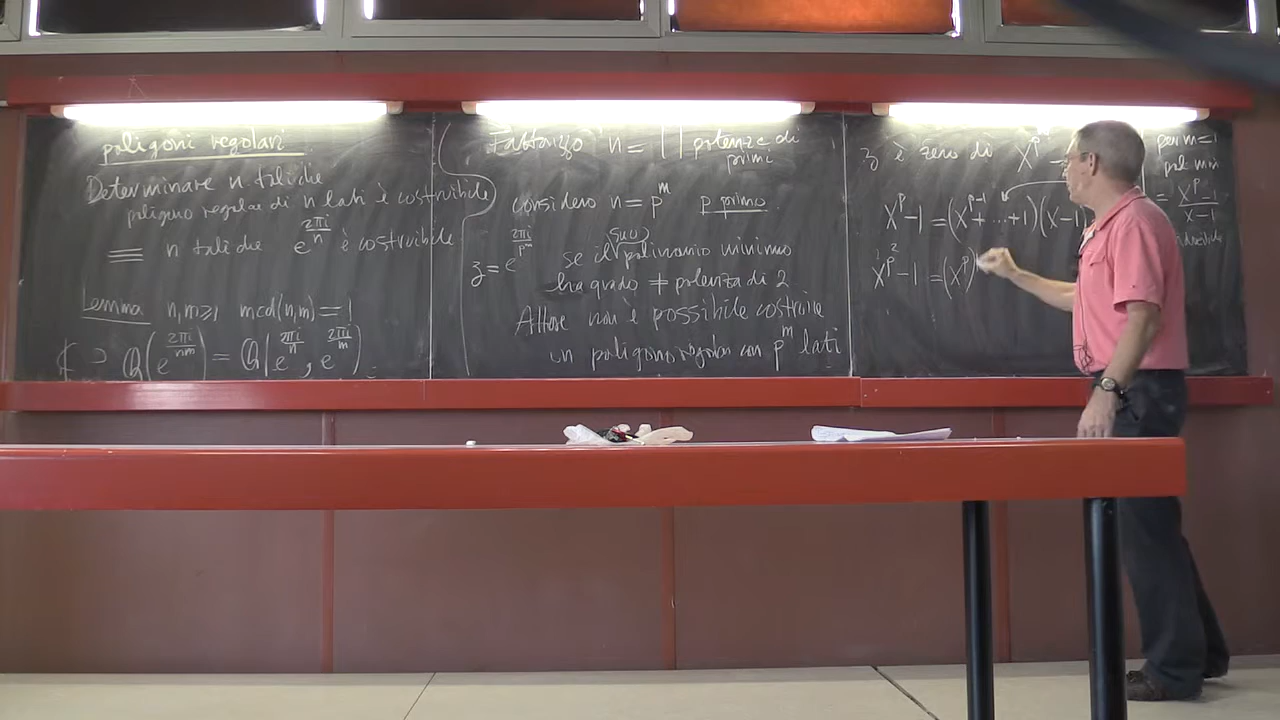 poligoni regolari
Determinare n tali che
poligono regolare di n lati è costruibile
≡ n tali che e^{2πi/n} è costruibile
Lemma n,m≥1 mcd(n,m)=1
ℂ ⊃ ℚ(e^{2πi/nm}) = ℚ(e^{2πi/n}, e^{2πi/m}).
Fattorizzo n = ∏ potenze di primi
considero n = p^m p primo
z = e^{2πi/p^m} se il (suo) polinomio minimo
ha grado ≠ potenza di 2
Allora non è possibile costruire
un poligono regolare con p^m lati
z è zero di X^{p
per m=1
pol min
X^p-1 = (X^{p-1}+...+1)(X-1)
= X^p-1/X-1
X^{p^2}-1 = (X^p)